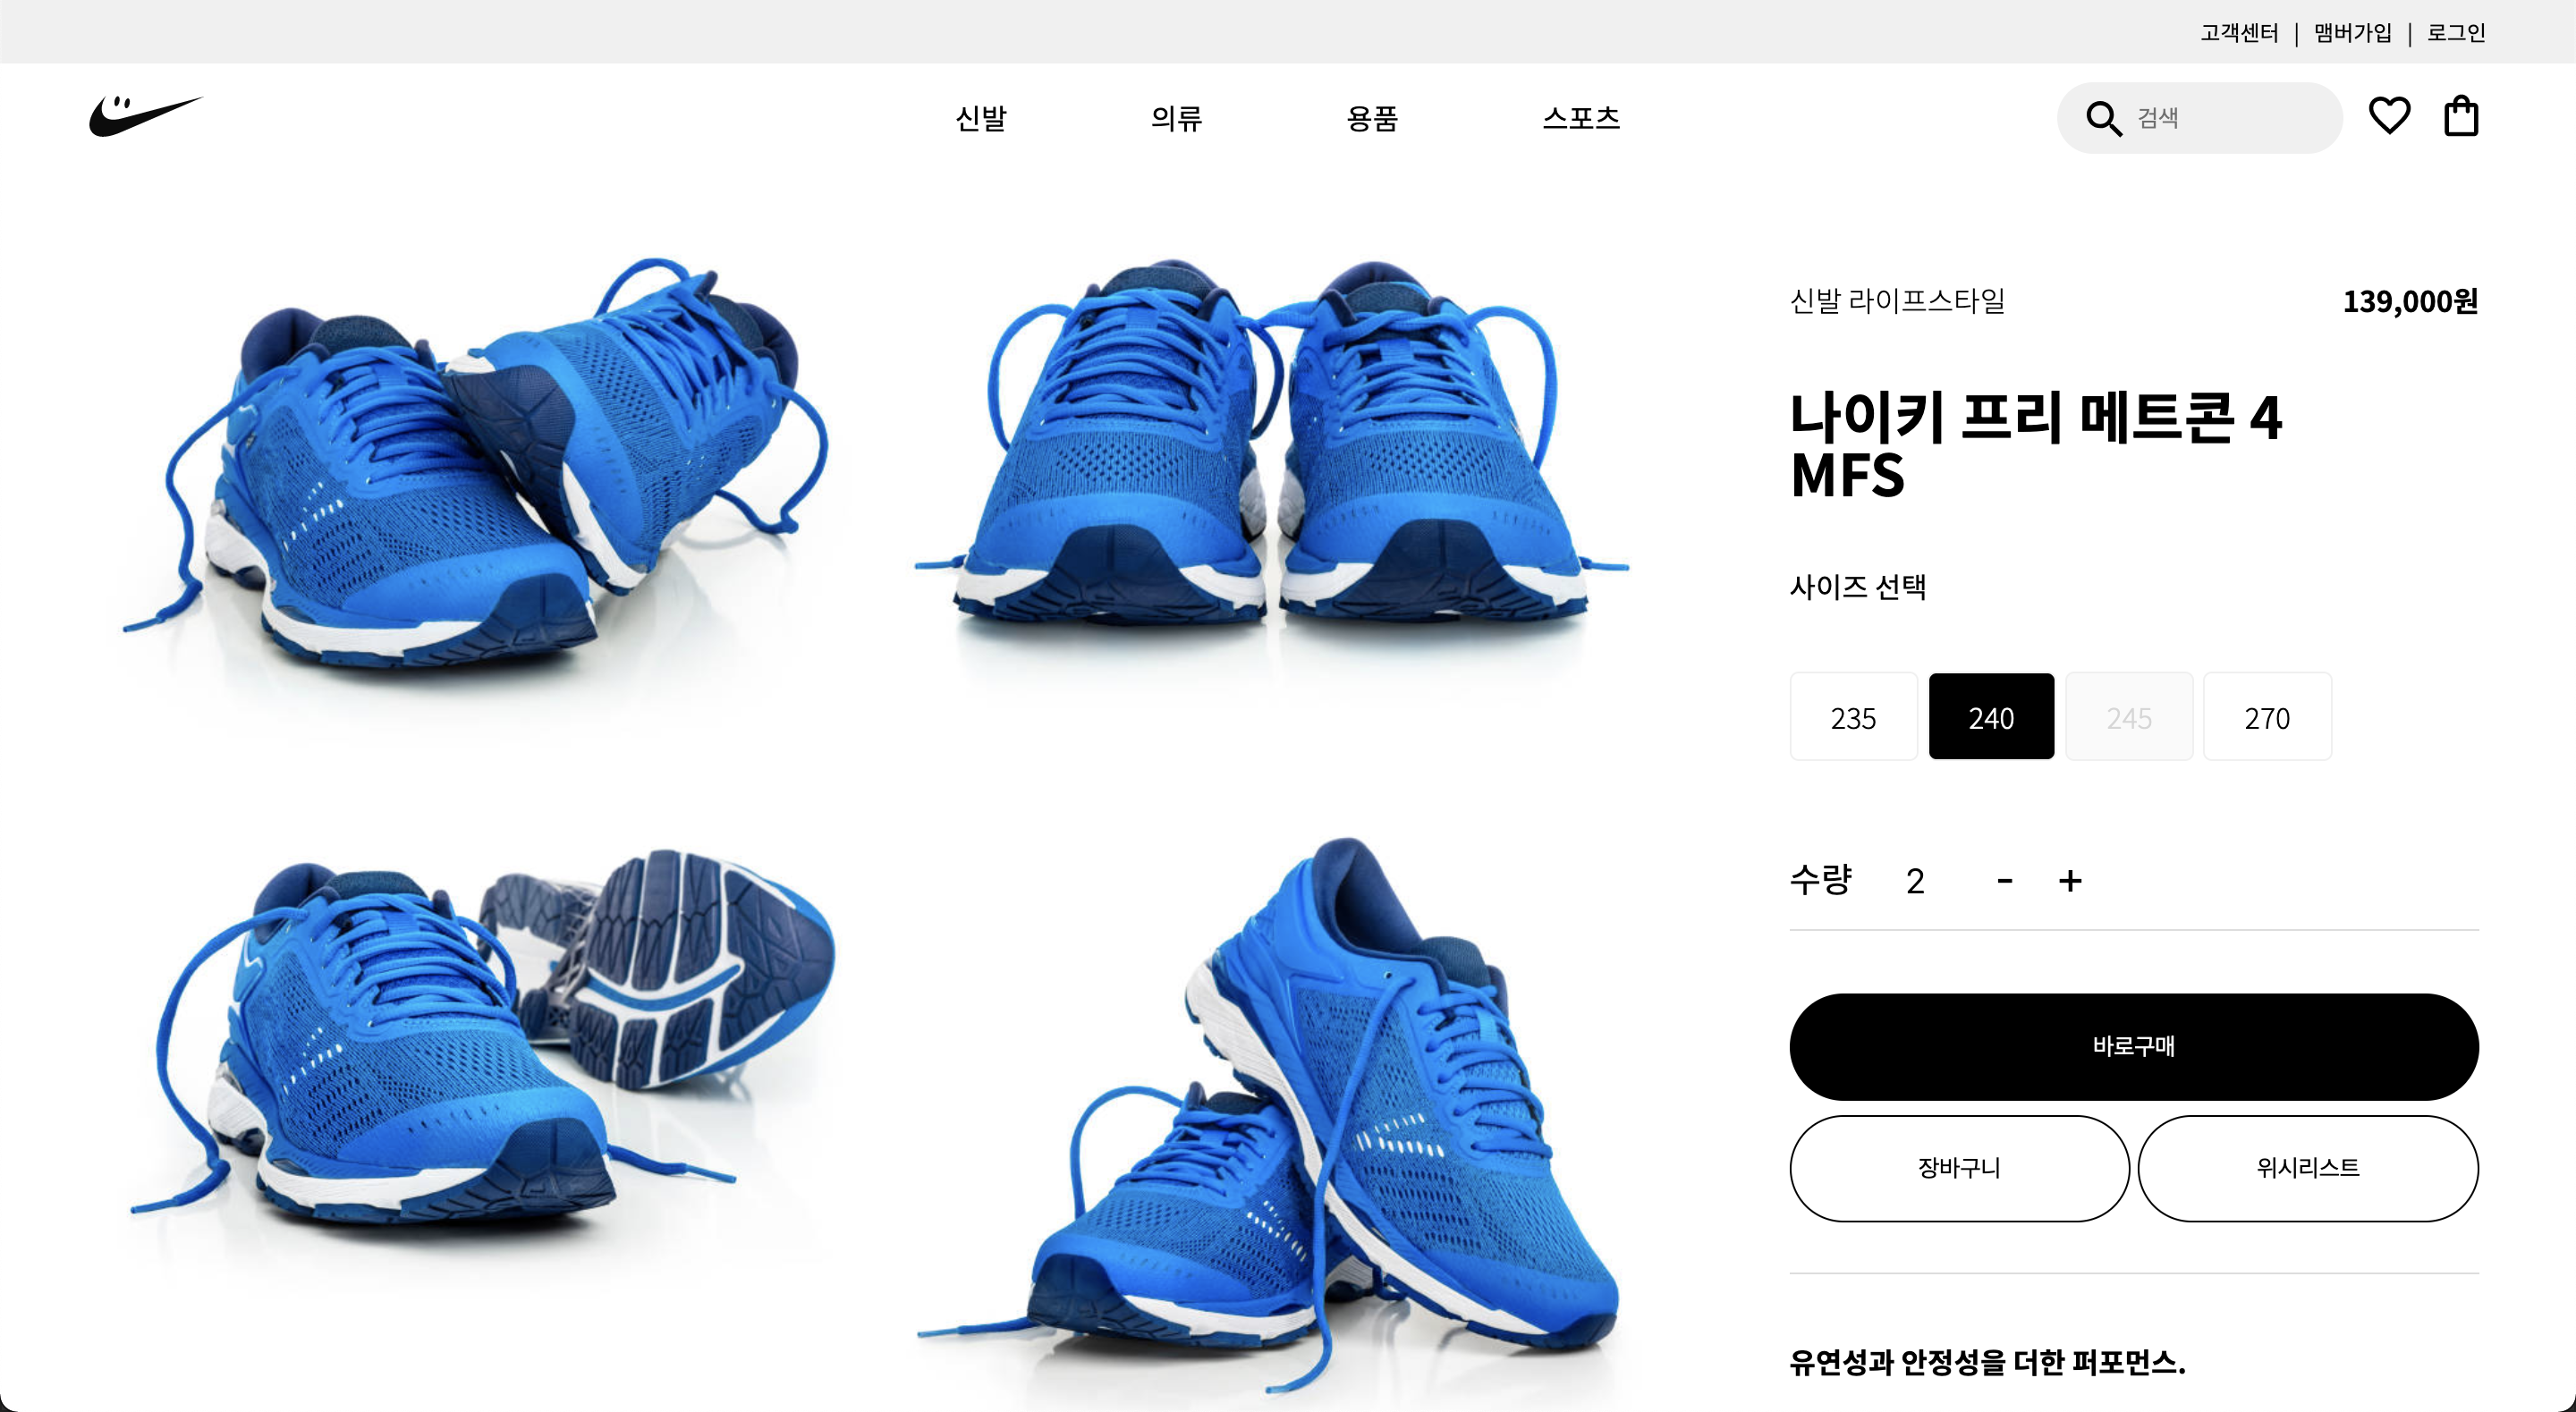 고객센터 | 맴버가입 | 로그인
신발 의류 용품 스포츠 검색
신발 라이프스타일 139,000원
나이키 프리 메트콘 4
MFS
사이즈 선택
235 240 245 270
수량 2 - +
바로구매
장바구니 위시리스트
유연성과 안정성을 더한 퍼포먼스.